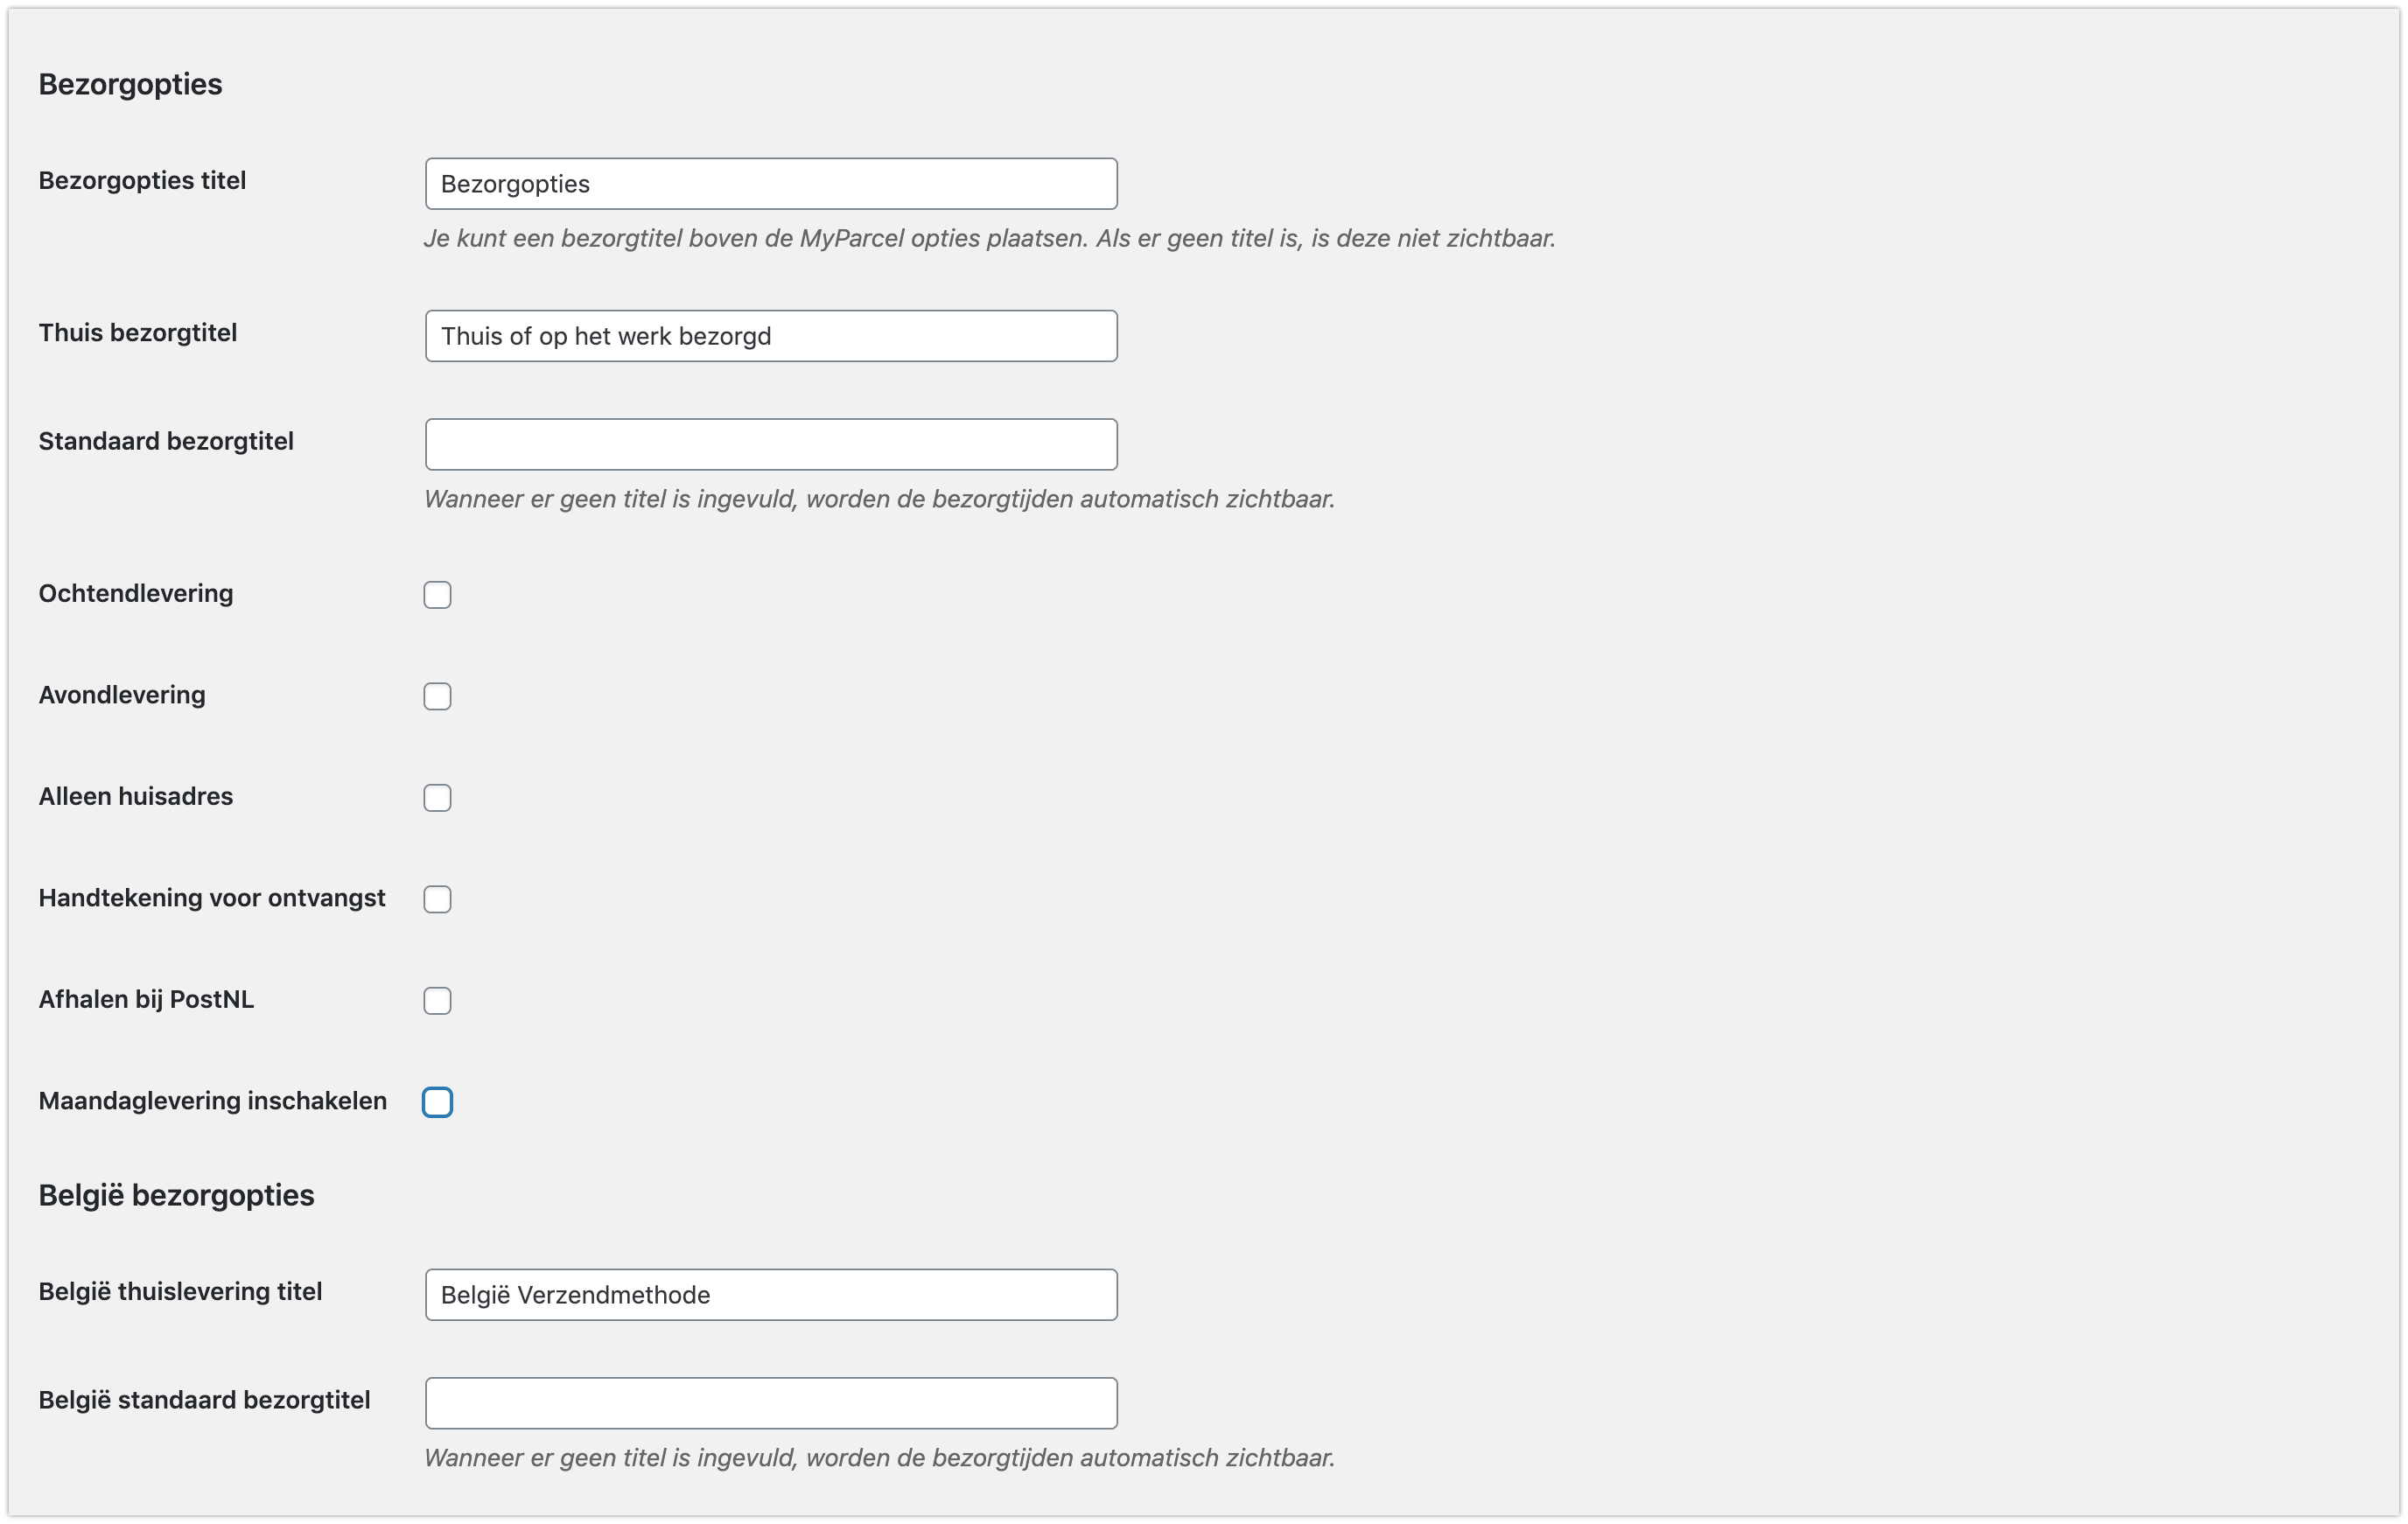 Bezorgopties
Bezorgopties titel
Bezorgopties
Je kunt een bezorgtitel boven de MyParcel opties plaatsen. Als er geen titel is, is deze niet zichtbaar.
Thuis bezorgtitel
Thuis of op het werk bezorgd
Standaard bezorgtitel
Wanneer er geen titel is ingevuld, worden de bezorgtijden automatisch zichtbaar.
Ochtendlevering
Avondlevering
Alleen huisadres
Handtekening voor ontvangst
Afhalen bij PostNL
Maandaglevering inschakelen
België bezorgopties
België thuislevering titel
België Verzendmethode
België standaard bezorgtitel
Wanneer er geen titel is ingevuld, worden de bezorgtijden automatisch zichtbaar.